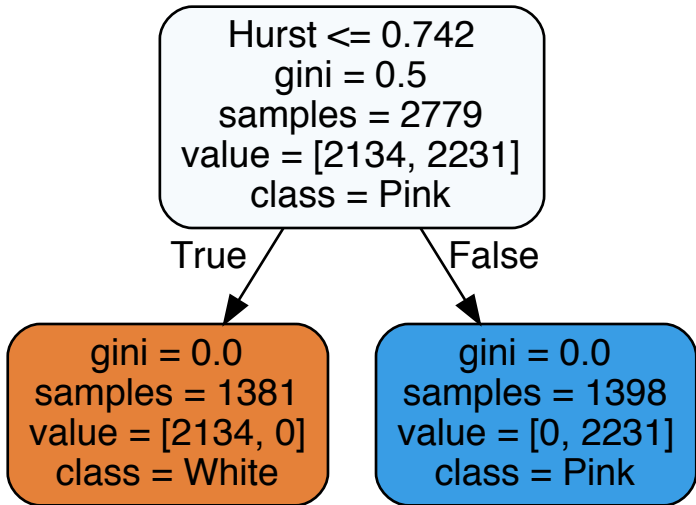 Hurst <= 0.742
gini = 0.5
samples = 2779
value = [2134, 2231]
class = Pink
True
False
gini = 0.0
samples = 1381
value = [2134, 0]
class = White
gini = 0.0
samples = 1398
value = [0, 2231]
class = Pink